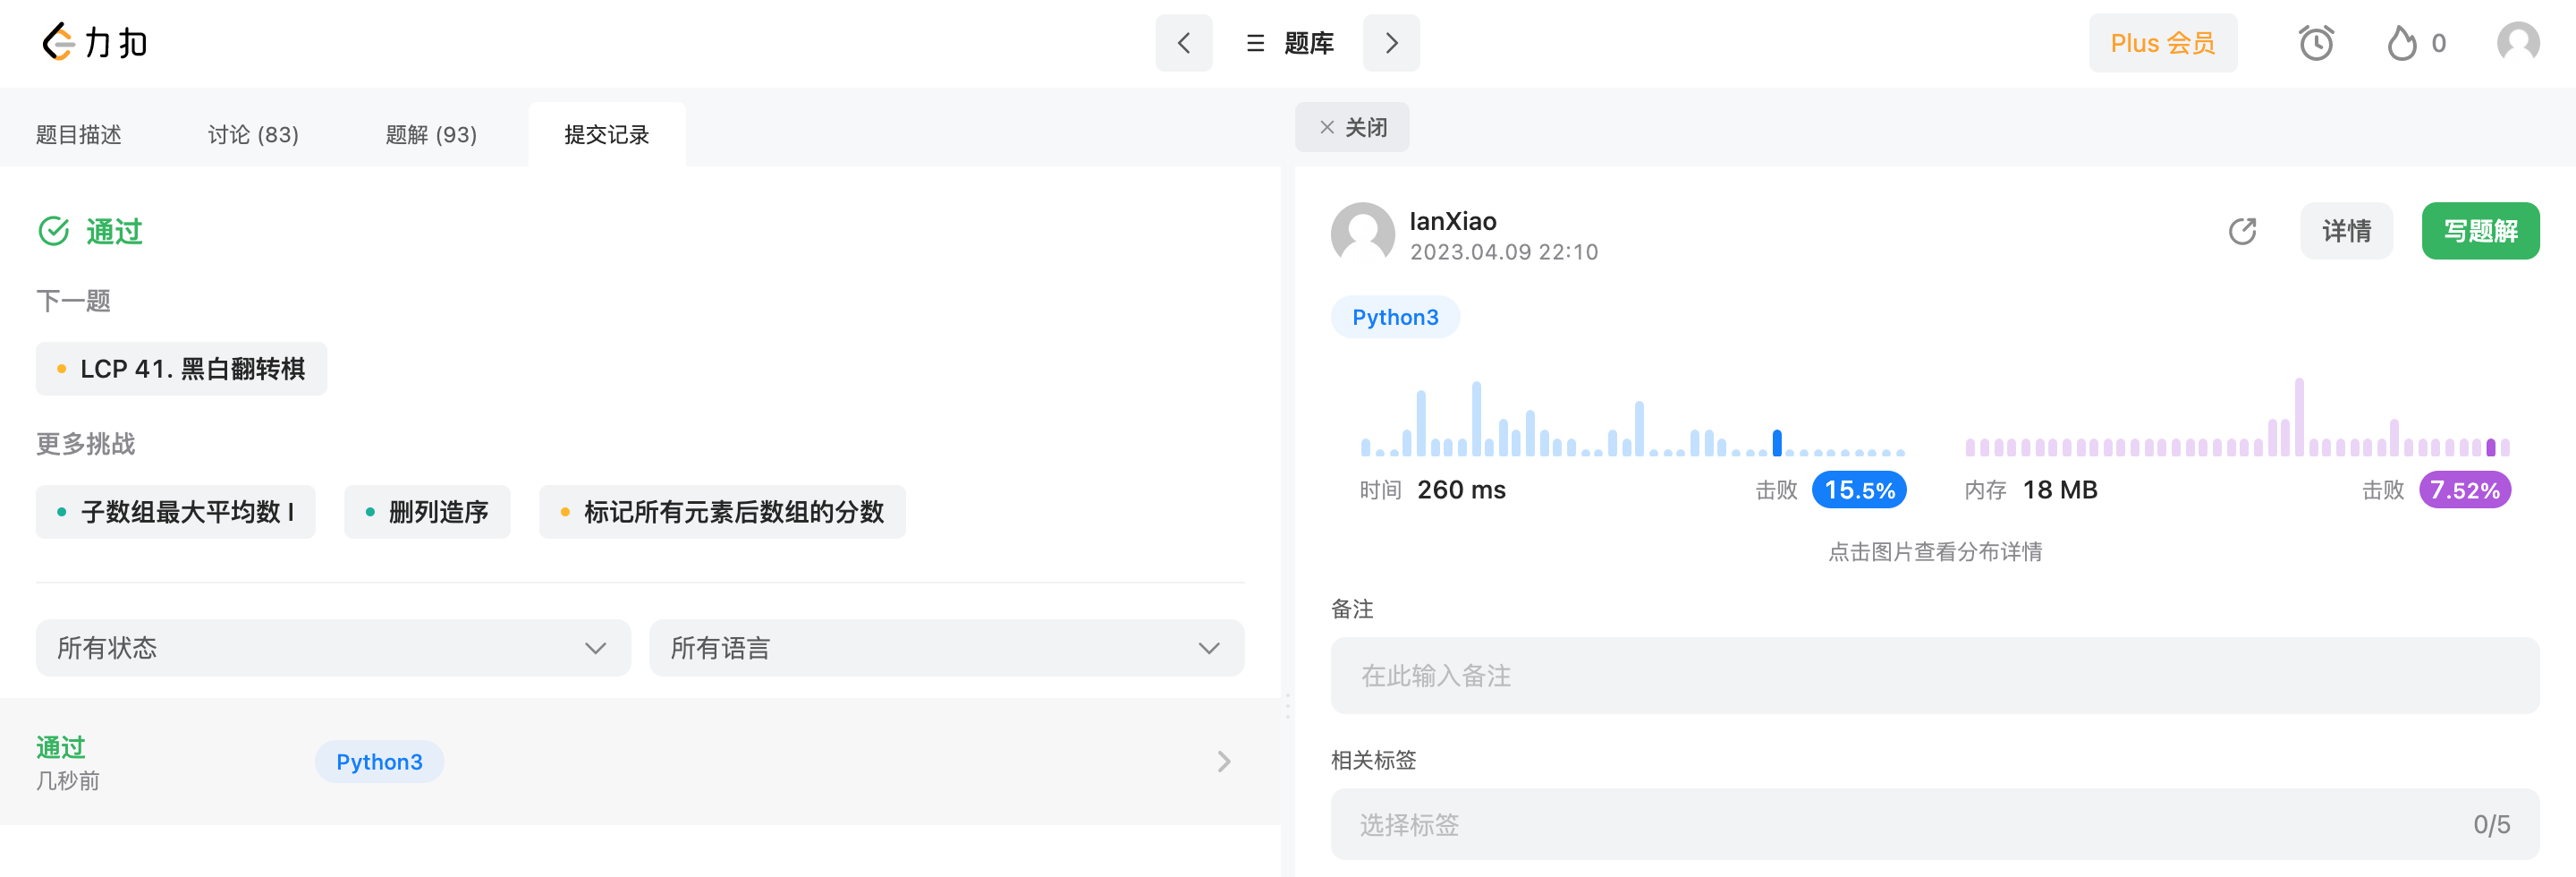 力扣
题库
Plus 会员
0
题目描述
讨论 (83)
题解 (93)
提交记录
关闭
通过
下一题
LCP 41. 黑白翻转棋
更多挑战
子数组最大平均数 I
删列造序
标记所有元素后数组的分数
所有状态
所有语言
通过
几秒前
Python3
IanXiao
2023.04.09 22:10
详情
写题解
Python3
时间 260 ms
击败 15.5%
内存 18 MB
击败 7.52%
点击图片查看分布详情
备注
在此输入备注
相关标签
选择标签
0/5